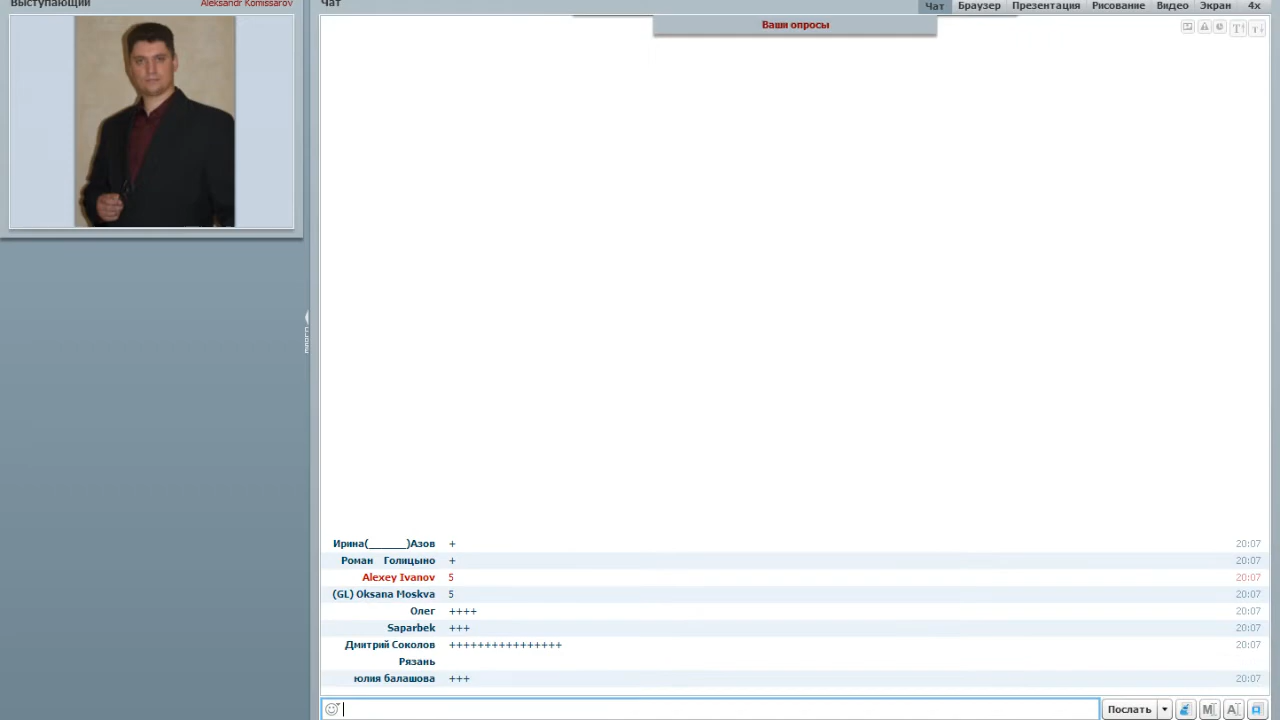 Выступающий Aleksandr Komissarov
Чат
Чат Браузер Презентация Рисование Видео Экран 4x
Ваши опросы
Ирина(______)Азов + 20:07
Роман Голицыно + 20:07
Alexey Ivanov 5 20:07
(GL) Oksana Moskva 5 20:07
Олег ++++ 20:07
Saparbek +++ 20:07
Дмитрий Соколов ++++++++++++++++ 20:07
Рязань
юлия балашова +++ 20:07
Послать